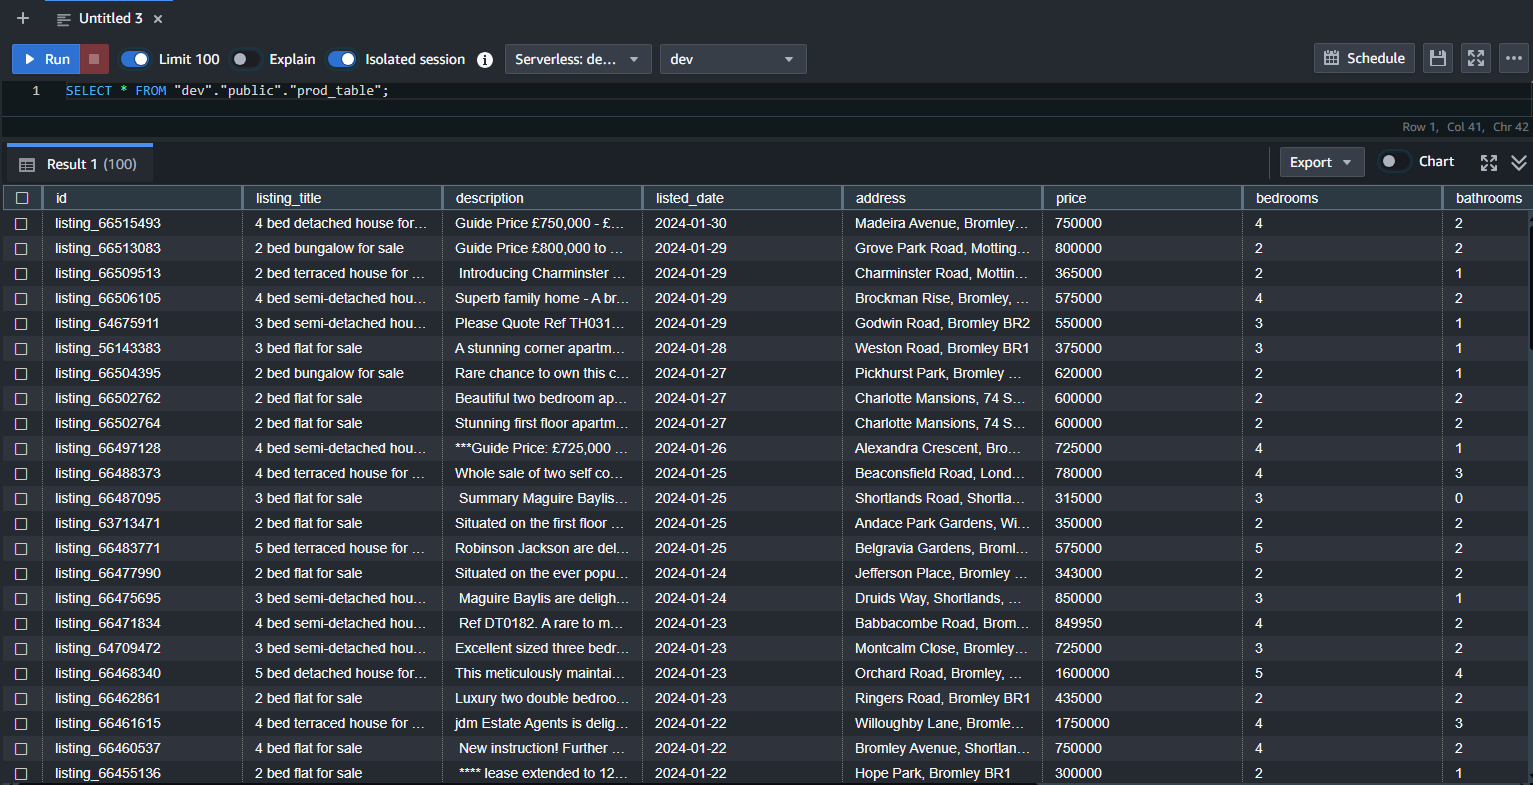 Untitled 3
Run Limit 100 Explain Isolated session Serverless: de... dev Schedule
1 SELECT * FROM "dev"."public"."prod_table";
Row 1, Col 41, Chr 42
Result 1 (100) Export Chart
id listing_title description listed_date address price bedrooms bathrooms
listing_66515493 4 bed detached house for... Guide Price £750,000 - £... 2024-01-30 Madeira Avenue, Bromley... 750000 4 2
listing_66513083 2 bed bungalow for sale Guide Price £800,000 to ... 2024-01-29 Grove Park Road, Motting... 800000 2 2
listing_66509513 2 bed terraced house for ... Introducing Charminster ... 2024-01-29 Charminster Road, Mottin... 365000 2 1
listing_66506105 4 bed semi-detached hou... Superb family home - A br... 2024-01-29 Brockman Rise, Bromley, ... 575000 4 2
listing_64675911 3 bed semi-detached hou... Please Quote Ref TH031... 2024-01-29 Godwin Road, Bromley BR2 550000 3 1
listing_56143383 3 bed flat for sale A stunning corner apartm... 2024-01-28 Weston Road, Bromley BR1 375000 3 1
listing_66504395 2 bed bungalow for sale Rare chance to own this c... 2024-01-27 Pickhurst Park, Bromley ... 620000 2 1
listing_66502762 2 bed flat for sale Beautiful two bedroom ap... 2024-01-27 Charlotte Mansions, 74 S... 600000 2 2
listing_66502764 2 bed flat for sale Stunning first floor apartm... 2024-01-27 Charlotte Mansions, 74 S... 600000 2 2
listing_66497128 4 bed semi-detached hou... ***Guide Price: £725,000 ... 2024-01-26 Alexandra Crescent, Bro... 725000 4 1
listing_66488373 4 bed terraced house for ... Whole sale of two self co... 2024-01-25 Beaconsfield Road, Lond... 780000 4 3
listing_66487095 3 bed flat for sale Summary Maguire Baylis... 2024-01-25 Shortlands Road, Shortla... 315000 3 0
listing_63713471 2 bed flat for sale Situated on the first floor ... 2024-01-25 Andace Park Gardens, Wi... 350000 2 2
listing_66483771 5 bed terraced house for ... Robinson Jackson are del... 2024-01-25 Belgravia Gardens, Broml... 575000 5 2
listing_66477990 2 bed flat for sale Situated on the ever popu... 2024-01-24 Jefferson Place, Bromley ... 343000 2 2
listing_66475695 3 bed semi-detached hou... Maguire Baylis are deligh... 2024-01-24 Druids Way, Shortlands, ... 850000 3 1
listing_66471834 4 bed semi-detached hou... Ref DT0182. A rare to m... 2024-01-23 Babbacombe Road, Brom... 849950 4 2
listing_64709472 3 bed semi-detached hou... Excellent sized three bedr... 2024-01-23 Montcalm Close, Bromley... 725000 3 2
listing_66468340 5 bed detached house for... This meticulously maintai... 2024-01-23 Orchard Road, Bromley, ... 1600000 5 4
listing_66462861 2 bed flat for sale Luxury two double bedroo... 2024-01-23 Ringers Road, Bromley BR1 435000 2 2
listing_66461615 4 bed terraced house for ... jdm Estate Agents is delig... 2024-01-22 Willoughby Lane, Bromle... 1750000 4 3
listing_66460537 4 bed flat for sale New instruction! Further ... 2024-01-22 Bromley Avenue, Shortlan... 750000 4 2
listing_66455136 2 bed flat for sale **** lease extended to 12... 2024-01-22 Hope Park, Bromley BR1 300000 2 1